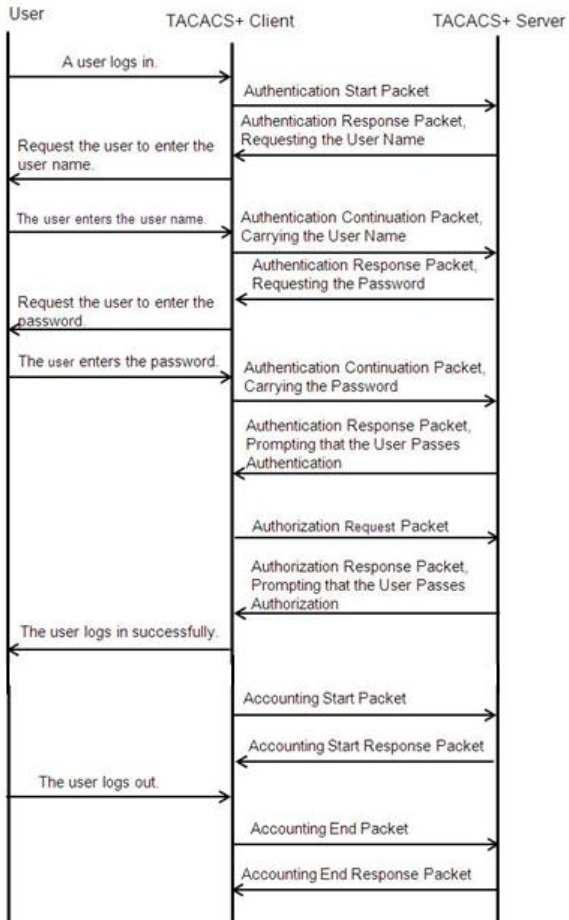 User
TACACS+ Client
TACACS+ Server
A user logs in.
Authentication Start Packet
Authentication Response Packet,
Requesting the User Name
Request the user to enter the
user name.
The user enters the user name.
Authentication Continuation Packet,
Carrying the User Name
Authentication Response Packet,
Requesting the Password
Request the user to enter the
password.
The user enters the password.
Authentication Continuation Packet,
Carrying the Password
Authentication Response Packet,
Prompting that the User Passes
Authentication
Authorization Request Packet
Authorization Response Packet,
Prompting that the User Passes
Authorization
The user logs in successfully.
Accounting Start Packet
Accounting Start Response Packet
The user logs out.
Accounting End Packet
Accounting End Response Packet